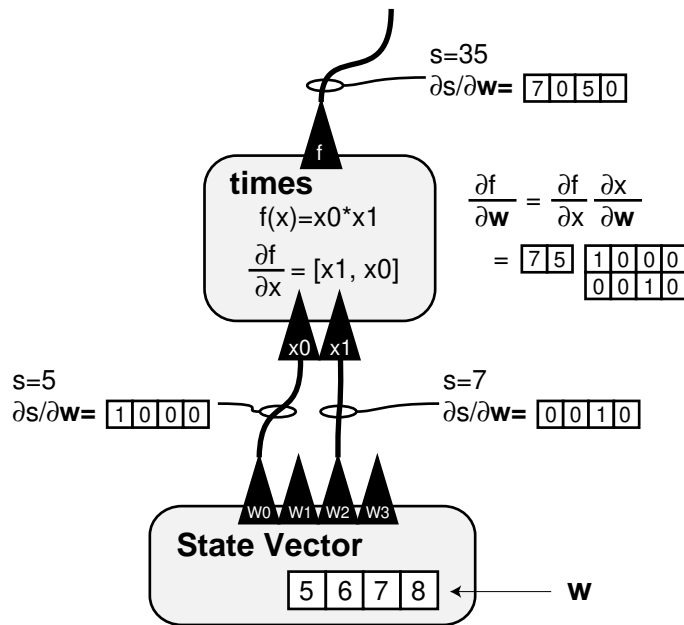 s=35
∂s/∂w= 7 0 5 0
f
times
f(x)=x0*x1
∂f/∂x = [x1, x0]
∂f/∂w = ∂f/∂x ∂x/∂w
= 7 5 1 0 0 0
0 0 1 0
x0 x1
s=5
∂s/∂w= 1 0 0 0
s=7
∂s/∂w= 0 0 1 0
W0 W1 W2 W3
State Vector
5 6 7 8
w